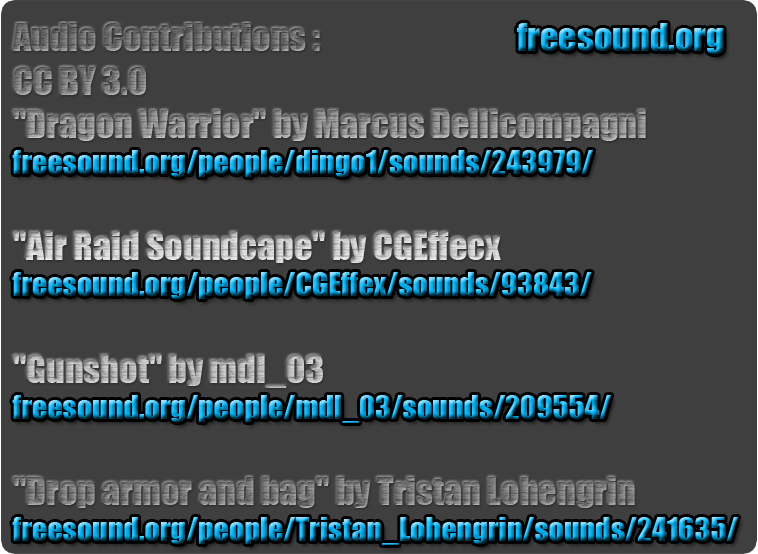 Audio Contributions : freesound.org
CC BY 3.0
"Dragon Warrior" by Marcus Dellicompagni
freesound.org/people/dingo1/sounds/243979/
"Air Raid Soundcape" by CGEffecx
freesound.org/people/CGEffex/sounds/93843/
"Gunshot" by mdl_03
freesound.org/people/mdl_03/sounds/209554/
"Drop armor and bag" by Tristan Lohengrin
freesound.org/people/Tristan_Lohengrin/sounds/241635/